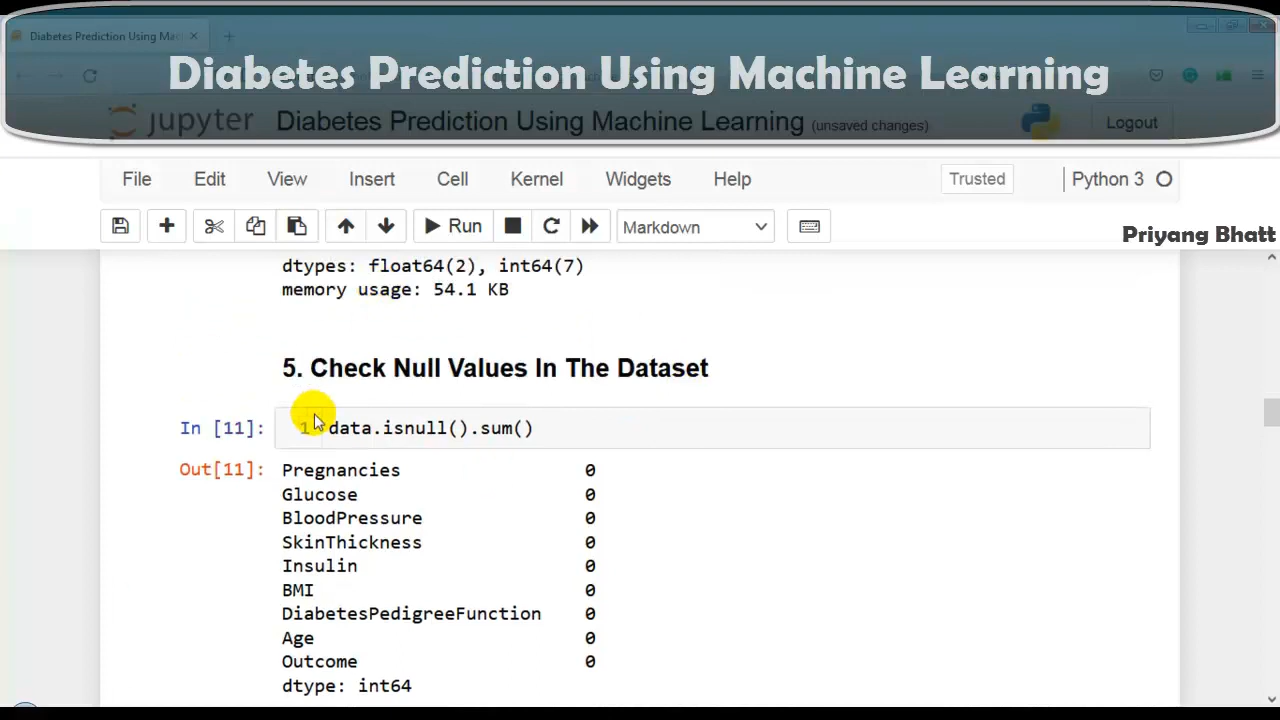 Diabetes Prediction Using Mac
Diabetes Prediction Using Machine Learning
jupyter Diabetes Prediction Using Machine Learning (unsaved changes) Logout
File Edit View Insert Cell Kernel Widgets Help Trusted Python 3
Run Markdown
Priyang Bhatt
dtypes: float64(2), int64(7)
memory usage: 54.1 KB
5. Check Null Values In The Dataset
In [11]: 1 data.isnull().sum()
Out[11]: Pregnancies 0
Glucose 0
BloodPressure 0
SkinThickness 0
Insulin 0
BMI 0
DiabetesPedigreeFunction 0
Age 0
Outcome 0
dtype: int64